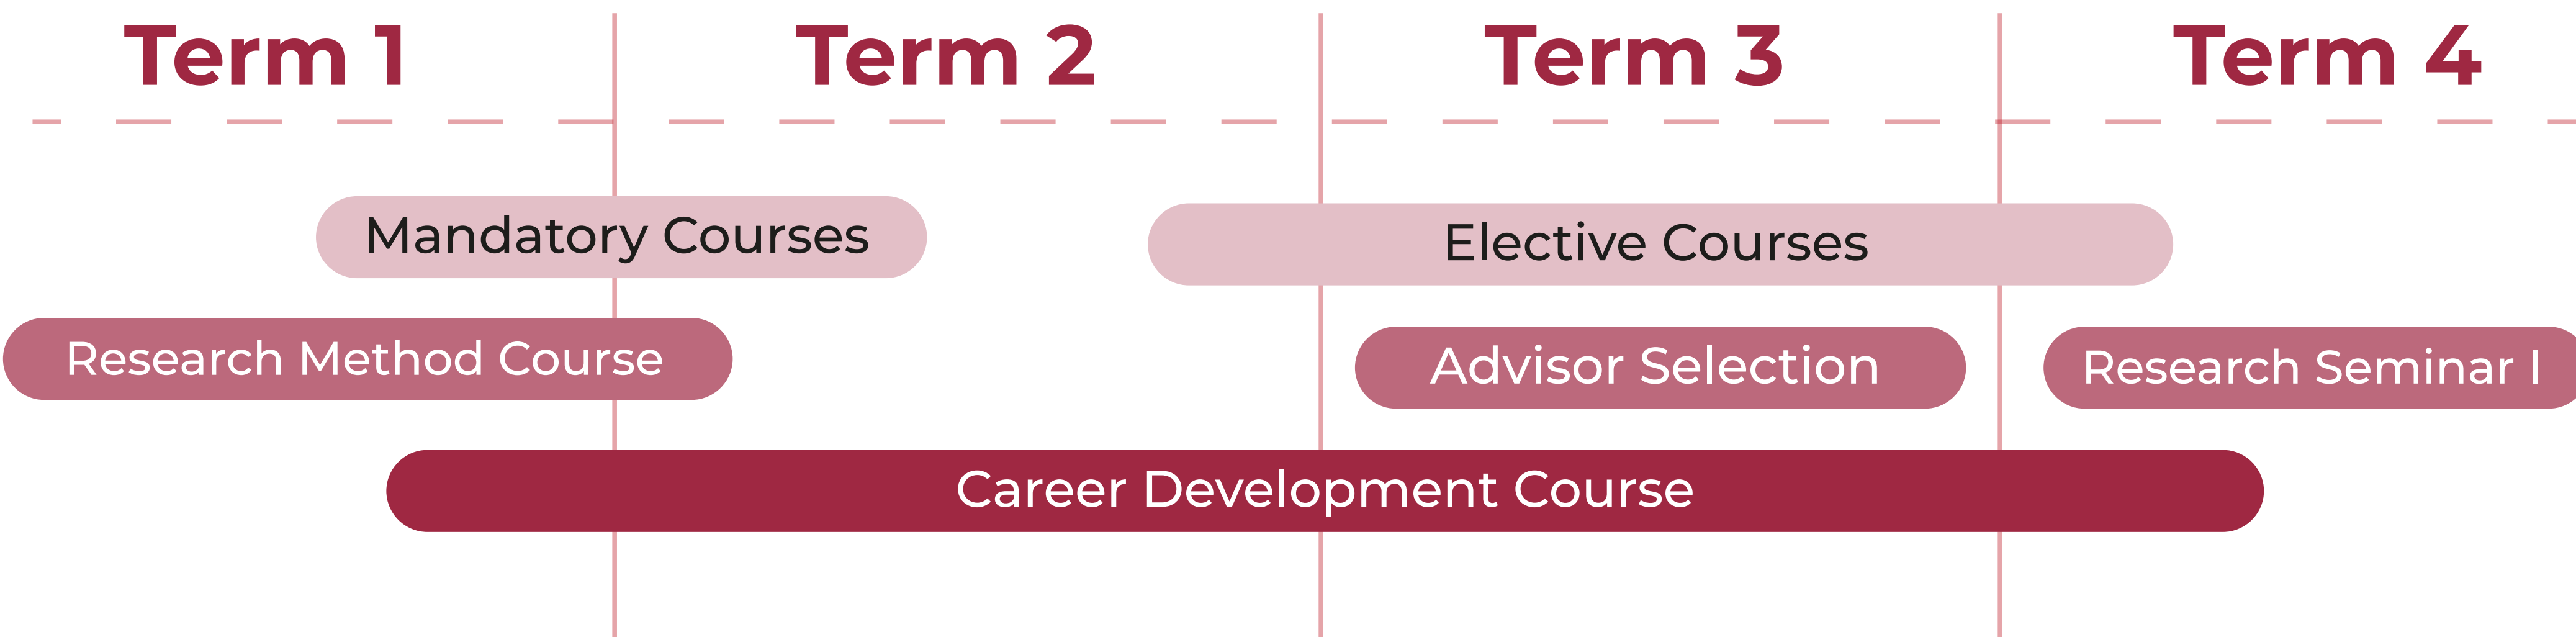 Term 1
Term 2
Term 3
Term 4
Mandatory Courses
Elective Courses
Research Method Course
Advisor Selection
Research Seminar I
Career Development Course